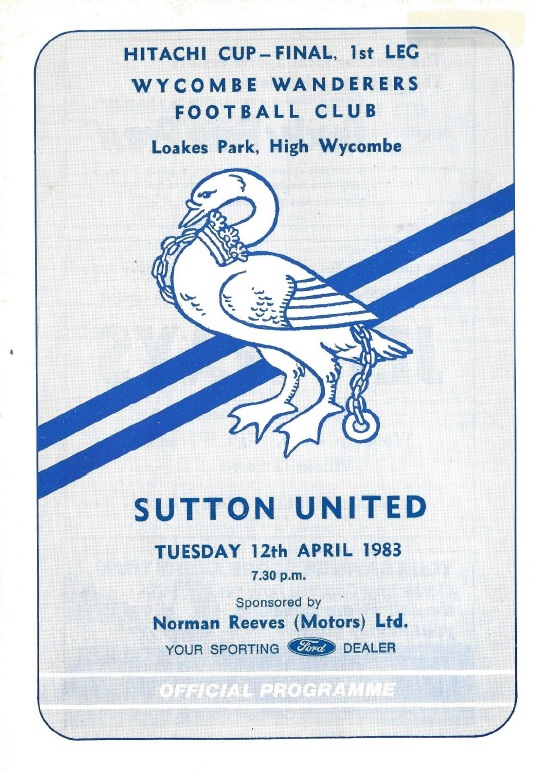 HITACHI CUP – FINAL, 1st LEG
WYCOMBE WANDERERS
FOOTBALL CLUB
Loakes Park, High Wycombe
SUTTON UNITED
TUESDAY 12th APRIL 1983
7.30 p.m.
Sponsored by
Norman Reeves (Motors) Ltd.
YOUR SPORTING Ford DEALER
OFFICIAL PROGRAMME